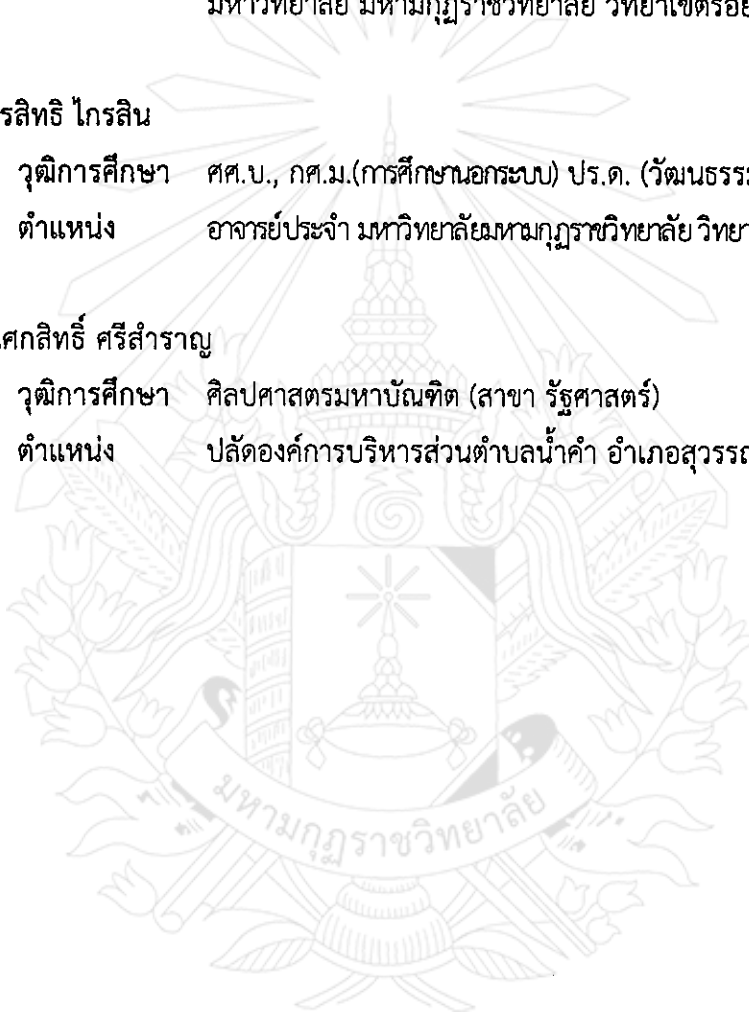 มหาวิทยาลัย มหามกุฏราชวิทยาลัย วิทยาเขตร้อย
รสิทธิ ไกรสิน
วุฒิการศึกษา ศศ.บ., กศ.ม.(การศึกษานอกระบบ) ปร.ด. (วัฒนธรร
ตำแหน่ง อาจารย์ประจำ มหาวิทยาลัยมหามกุฏราชวิทยาลัย วิทยา
เศกสิทธิ์ ศรีสำราญ
วุฒิการศึกษา ศิลปศาสตรมหาบัณฑิต (สาขา รัฐศาสตร์)
ตำแหน่ง ปลัดองค์การบริหารส่วนตำบลน้ำคำ อำเภอสุวรรณ
มหามกุฏราชวิทยาลัย